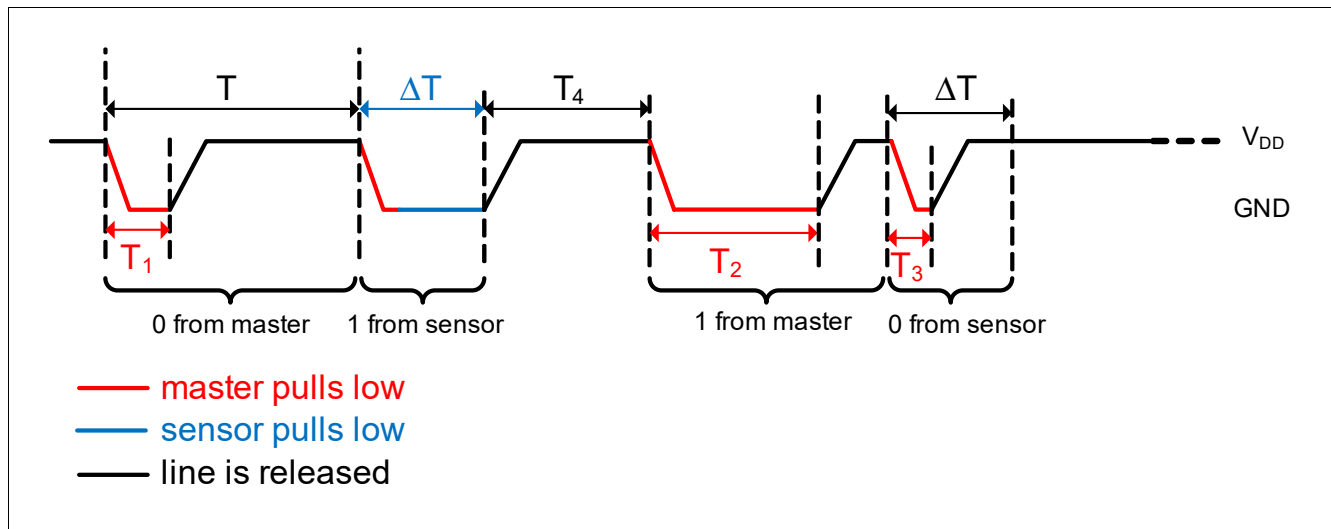 T ΔT T₄ ΔT
V_DD
GND
T₁ T₂ T₃
0 from master 1 from sensor 1 from master 0 from sensor
master pulls low
sensor pulls low
line is released